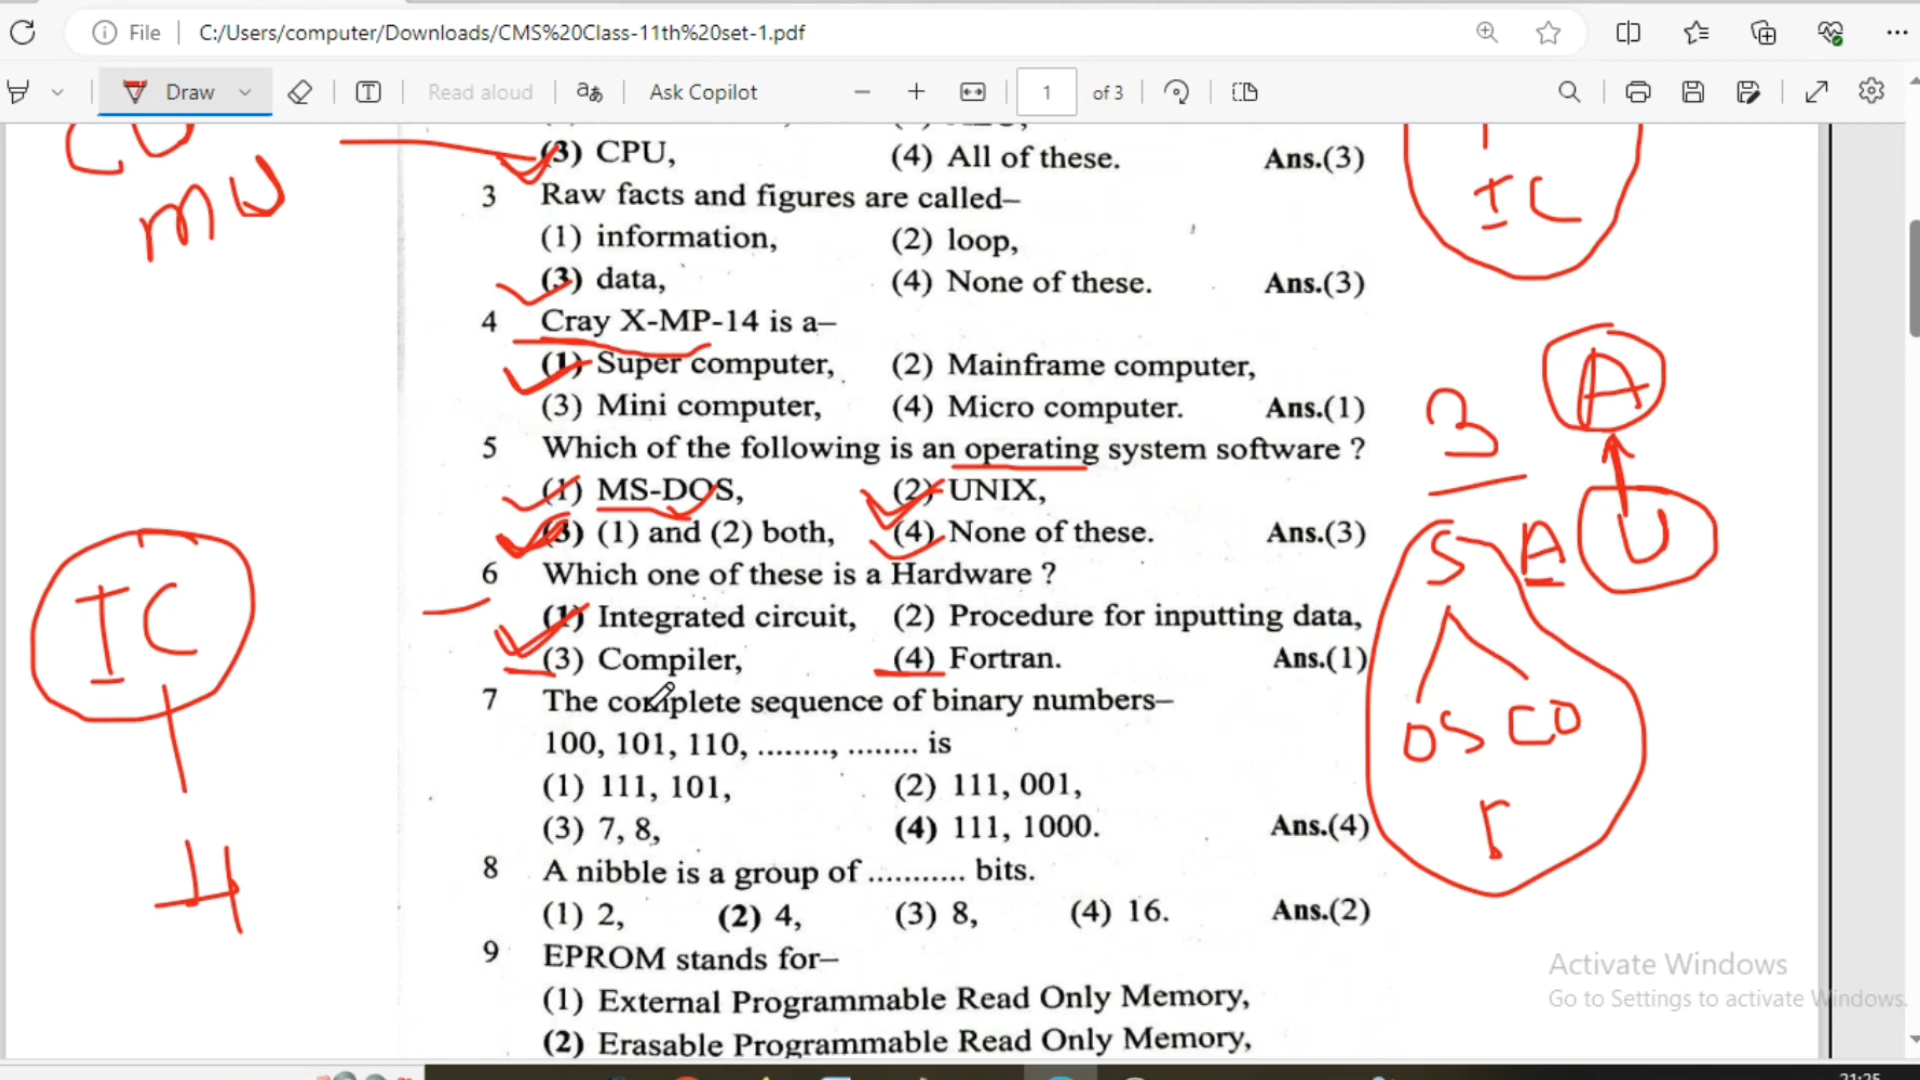 File C:/Users/computer/Downloads/CMS%20Class-11th%20set-1.pdf
Draw Read aloud aあ Ask Copilot 1 of 3
CU
MU
(3) CPU, (4) All of these. Ans.(3)
3 Raw facts and figures are called–
(1) information, (2) loop,
(3) data, (4) None of these. Ans.(3)
IC
4 Cray X-MP-14 is a–
(1) Super computer, (2) Mainframe computer,
(3) Mini computer, (4) Micro computer. Ans.(1)
3 A
5 Which of the following is an operating system software ?
(1) MS-DOS, (2) UNIX,
(3) (1) and (2) both, (4) None of these. Ans.(3)
S A U
6 Which one of these is a Hardware ?
(1) Integrated circuit, (2) Procedure for inputting data,
(3) Compiler, (4) Fortran. Ans.(1)
IC
OS CO
7 The complete sequence of binary numbers–
100, 101, 110, ........, ........ is
(1) 111, 101, (2) 111, 001,
(3) 7, 8, (4) 111, 1000. Ans.(4)
4
8 A nibble is a group of ........... bits.
(1) 2, (2) 4, (3) 8, (4) 16. Ans.(2)
9 EPROM stands for–
(1) External Programmable Read Only Memory,
(2) Erasable Programmable Read Only Memory,
Activate Windows
Go to Settings to activate Windows.
21:25